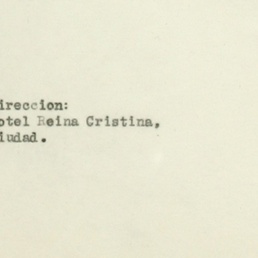 ireccion:
otel Reina Cristina,
iudad.